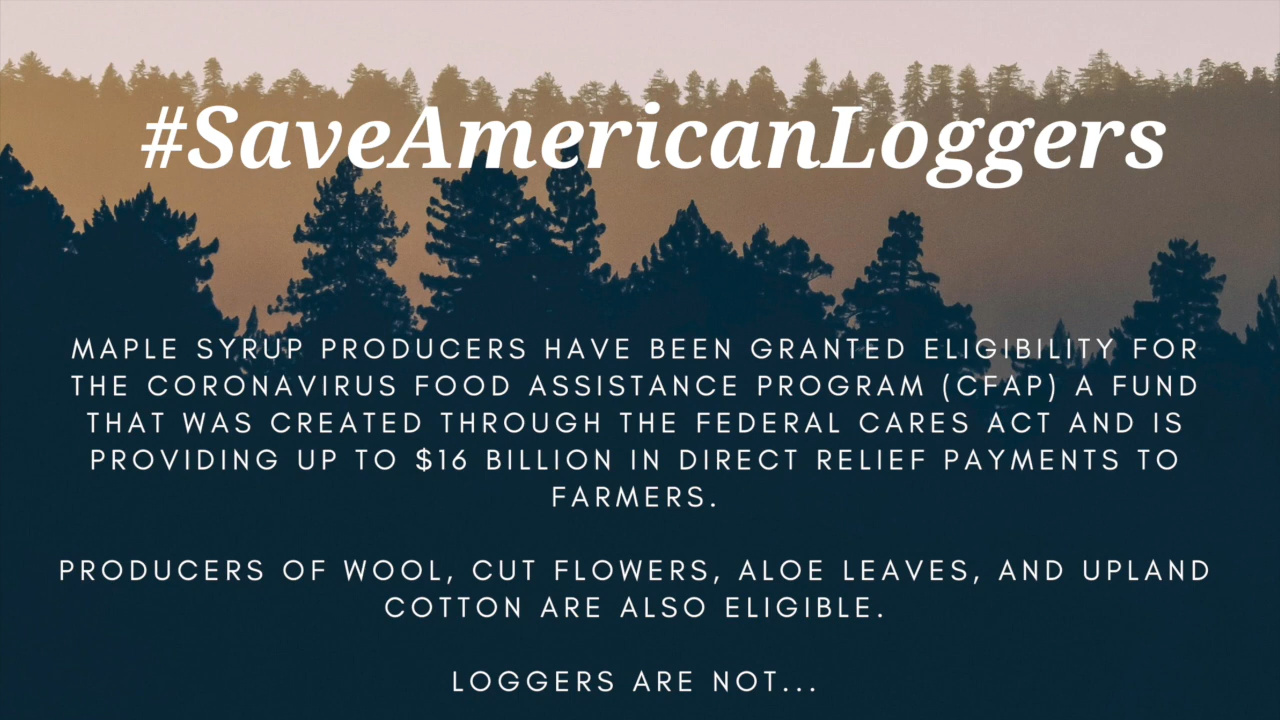 #SaveAmericanLoggers
MAPLE SYRUP PRODUCERS HAVE BEEN GRANTED ELIGIBILITY FOR
THE CORONAVIRUS FOOD ASSISTANCE PROGRAM (CFAP) A FUND
THAT WAS CREATED THROUGH THE FEDERAL CARES ACT AND IS
PROVIDING UP TO $16 BILLION IN DIRECT RELIEF PAYMENTS TO
FARMERS.
PRODUCERS OF WOOL, CUT FLOWERS, ALOE LEAVES, AND UPLAND
COTTON ARE ALSO ELIGIBLE.
LOGGERS ARE NOT...